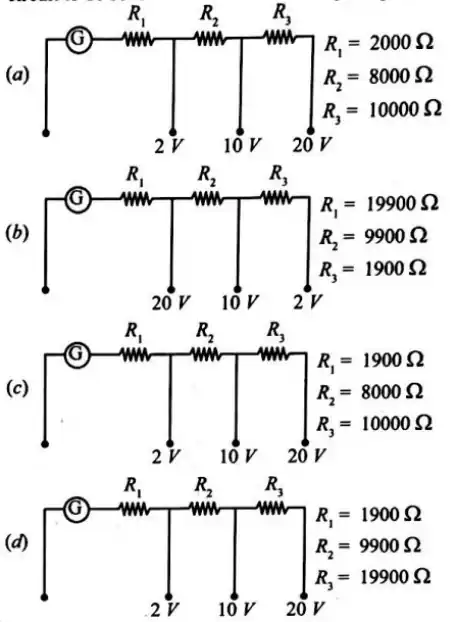 R₁ R₂ R₃
G
(a)
R₁ = 2000 Ω
R₂ = 8000 Ω
R₃ = 10000 Ω
2 V 10 V 20 V
R₁ R₂ R₃
G
(b)
R₁ = 19900 Ω
R₂ = 9900 Ω
R₃ = 1900 Ω
20 V 10 V 2 V
R₁ R₂ R₃
G
(c)
R₁ = 1900 Ω
R₂ = 8000 Ω
R₃ = 10000 Ω
2 V 10 V 20 V
R₁ R₂ R₃
G
(d)
R₁ = 1900 Ω
R₂ = 9900 Ω
R₃ = 19900 Ω
2 V 10 V 20 V